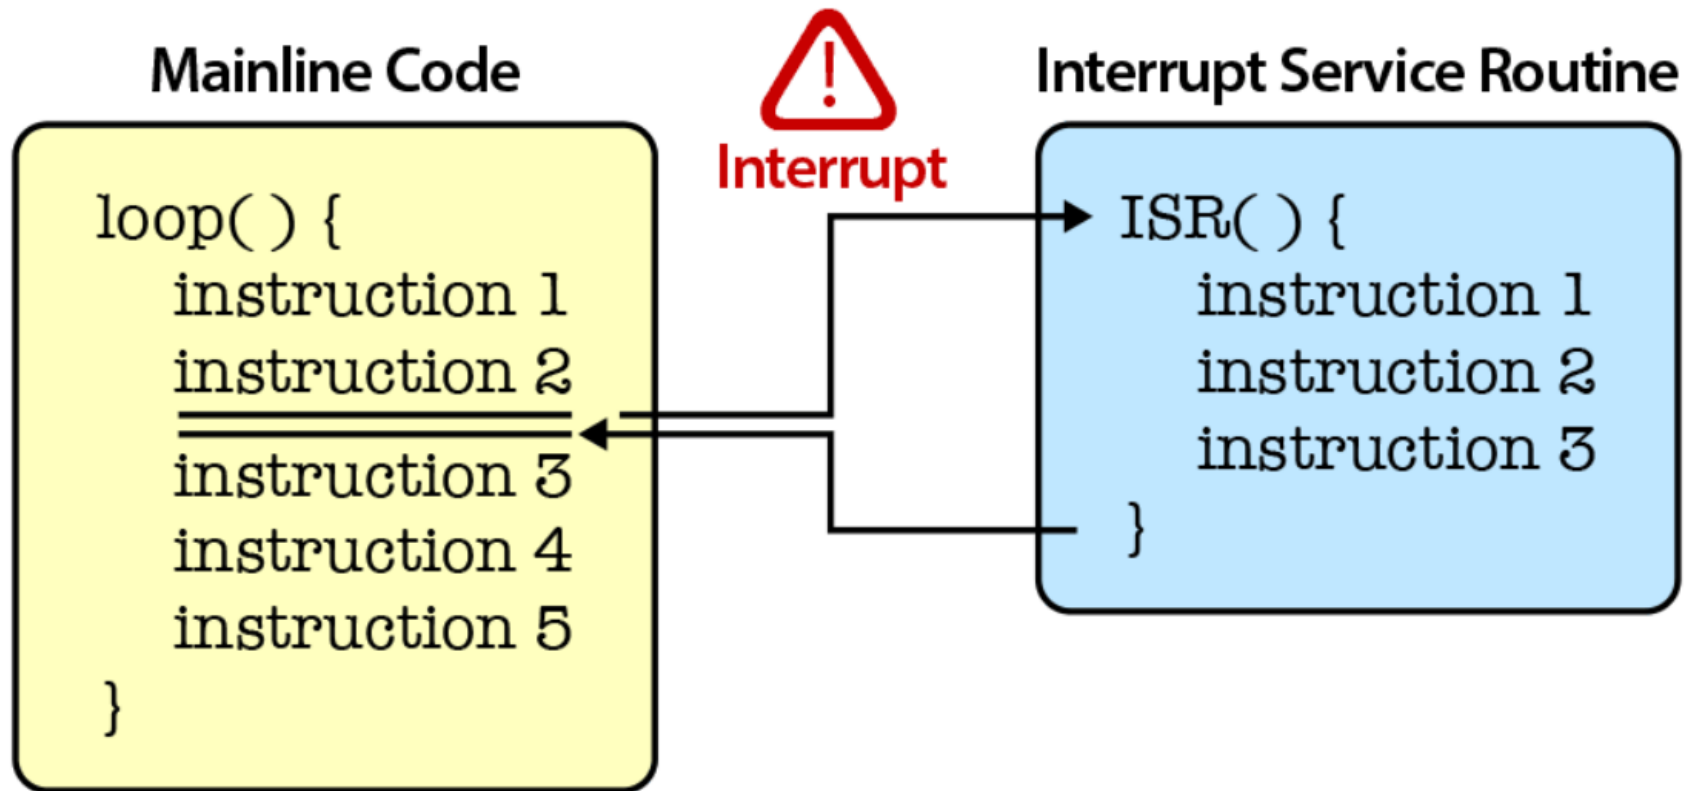 Mainline Code
loop( ) {
instruction 1
instruction 2
instruction 3
instruction 4
instruction 5
}
!
Interrupt
Interrupt Service Routine
ISR( ) {
instruction 1
instruction 2
instruction 3
}